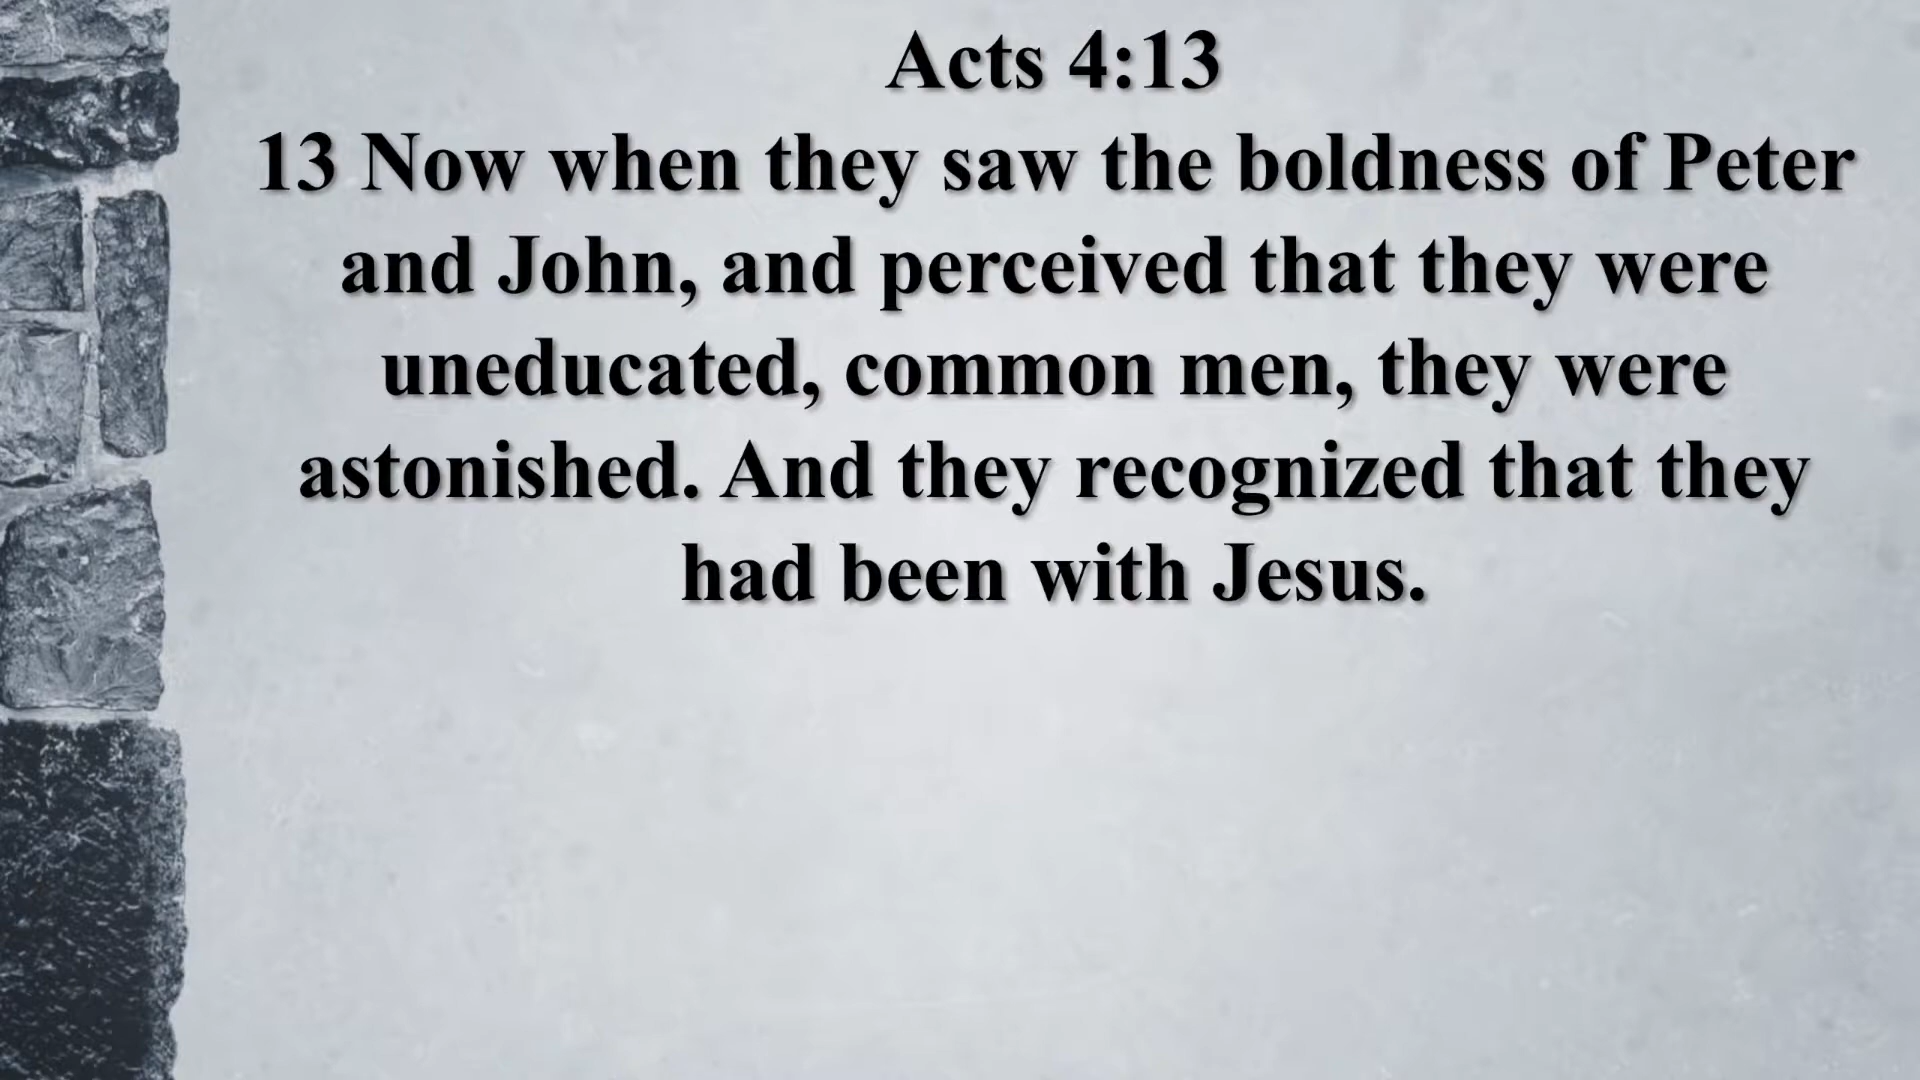 Acts 4:13
13 Now when they saw the boldness of Peter
and John, and perceived that they were
uneducated, common men, they were
astonished. And they recognized that they
had been with Jesus.